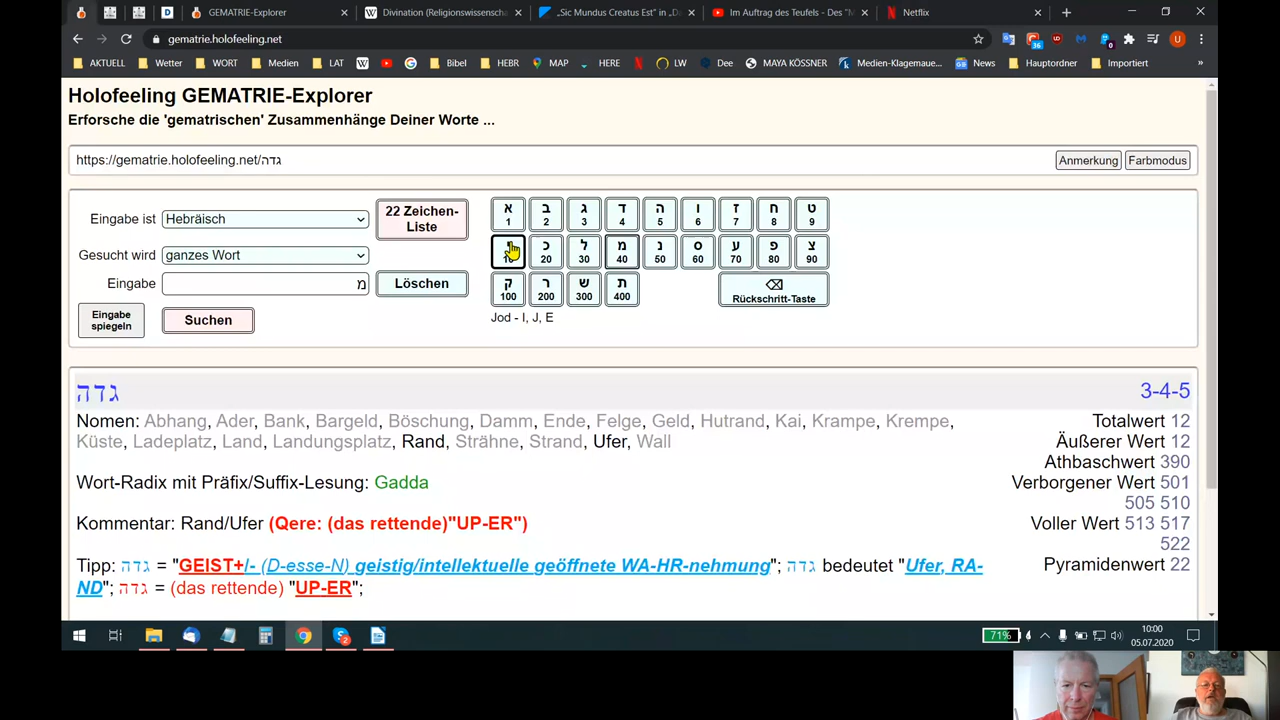 GEMATRIE-Explorer
Divination (Religionswissenscha
„Sic Mundus Creatus Est" in „De
Im Auftrag des Teufels - Des "M
Netflix
gematrie.holofeeling.net
AKTUELL Wetter WORT Medien LAT Bibel HEBR MAP HERE LW Dee MAYA KÖSSNER Medien-Klagemaue... News Hauptordner Importiert »
Holofeeling GEMATRIE-Explorer
Erforsche die 'gematrischen' Zusammenhänge Deiner Worte ...
https://gematrie.holofeeling.net/גדה
Anmerkung Farbmodus
Eingabe ist Hebräisch
22 Zeichen-
Liste
Gesucht wird ganzes Wort
Eingabe מ
Löschen
Eingabe
spiegeln
Suchen
א ב ג ד ה ו ז ח ט
1 2 3 4 5 6 7 8 9
י כ ל מ נ ס ע פ צ
10 20 30 40 50 60 70 80 90
ק ר ש ת
100 200 300 400
Rückschritt-Taste
Jod - I, J, E
גדה 3-4-5
Nomen: Abhang, Ader, Bank, Bargeld, Böschung, Damm, Ende, Felge, Geld, Hutrand, Kai, Krampe, Krempe,
Küste, Ladeplatz, Land, Landungsplatz, Rand, Strähne, Strand, Ufer, Wall
Totalwert 12
Äußerer Wert 12
Athbaschwert 390
Verborgener Wert 501
505 510
Voller Wert 513 517
522
Pyramidenwert 22
Wort-Radix mit Präfix/Suffix-Lesung: Gadda
Kommentar: Rand/Ufer (Qere: (das rettende)"UP-ER")
Tipp: גדה = "GEIST+/- (D-esse-N) geistig/intellektuelle geöffnete WA-HR-nehmung"; גדה bedeutet "Ufer, RA-
ND"; גדה = (das rettende) "UP-ER";
71%
10:00
05.07.2020